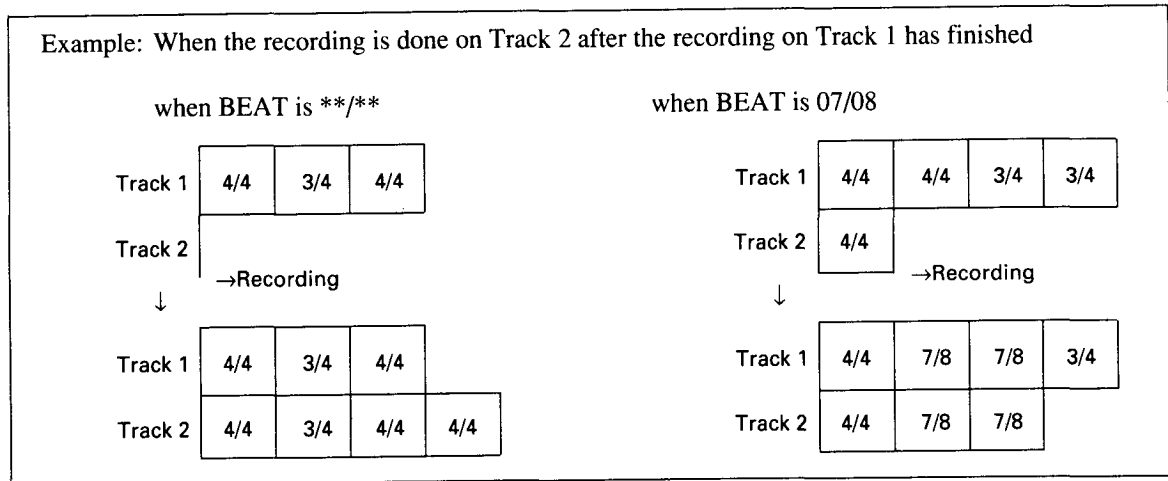 Example: When the recording is done on Track 2 after the recording on Track 1 has finished
when BEAT is **/**
Track 1 4/4 3/4 4/4
Track 2
→Recording
↓
Track 1 4/4 3/4 4/4
Track 2 4/4 3/4 4/4 4/4
when BEAT is 07/08
Track 1 4/4 4/4 3/4 3/4
Track 2 4/4
→Recording
↓
Track 1 4/4 7/8 7/8 3/4
Track 2 4/4 7/8 7/8